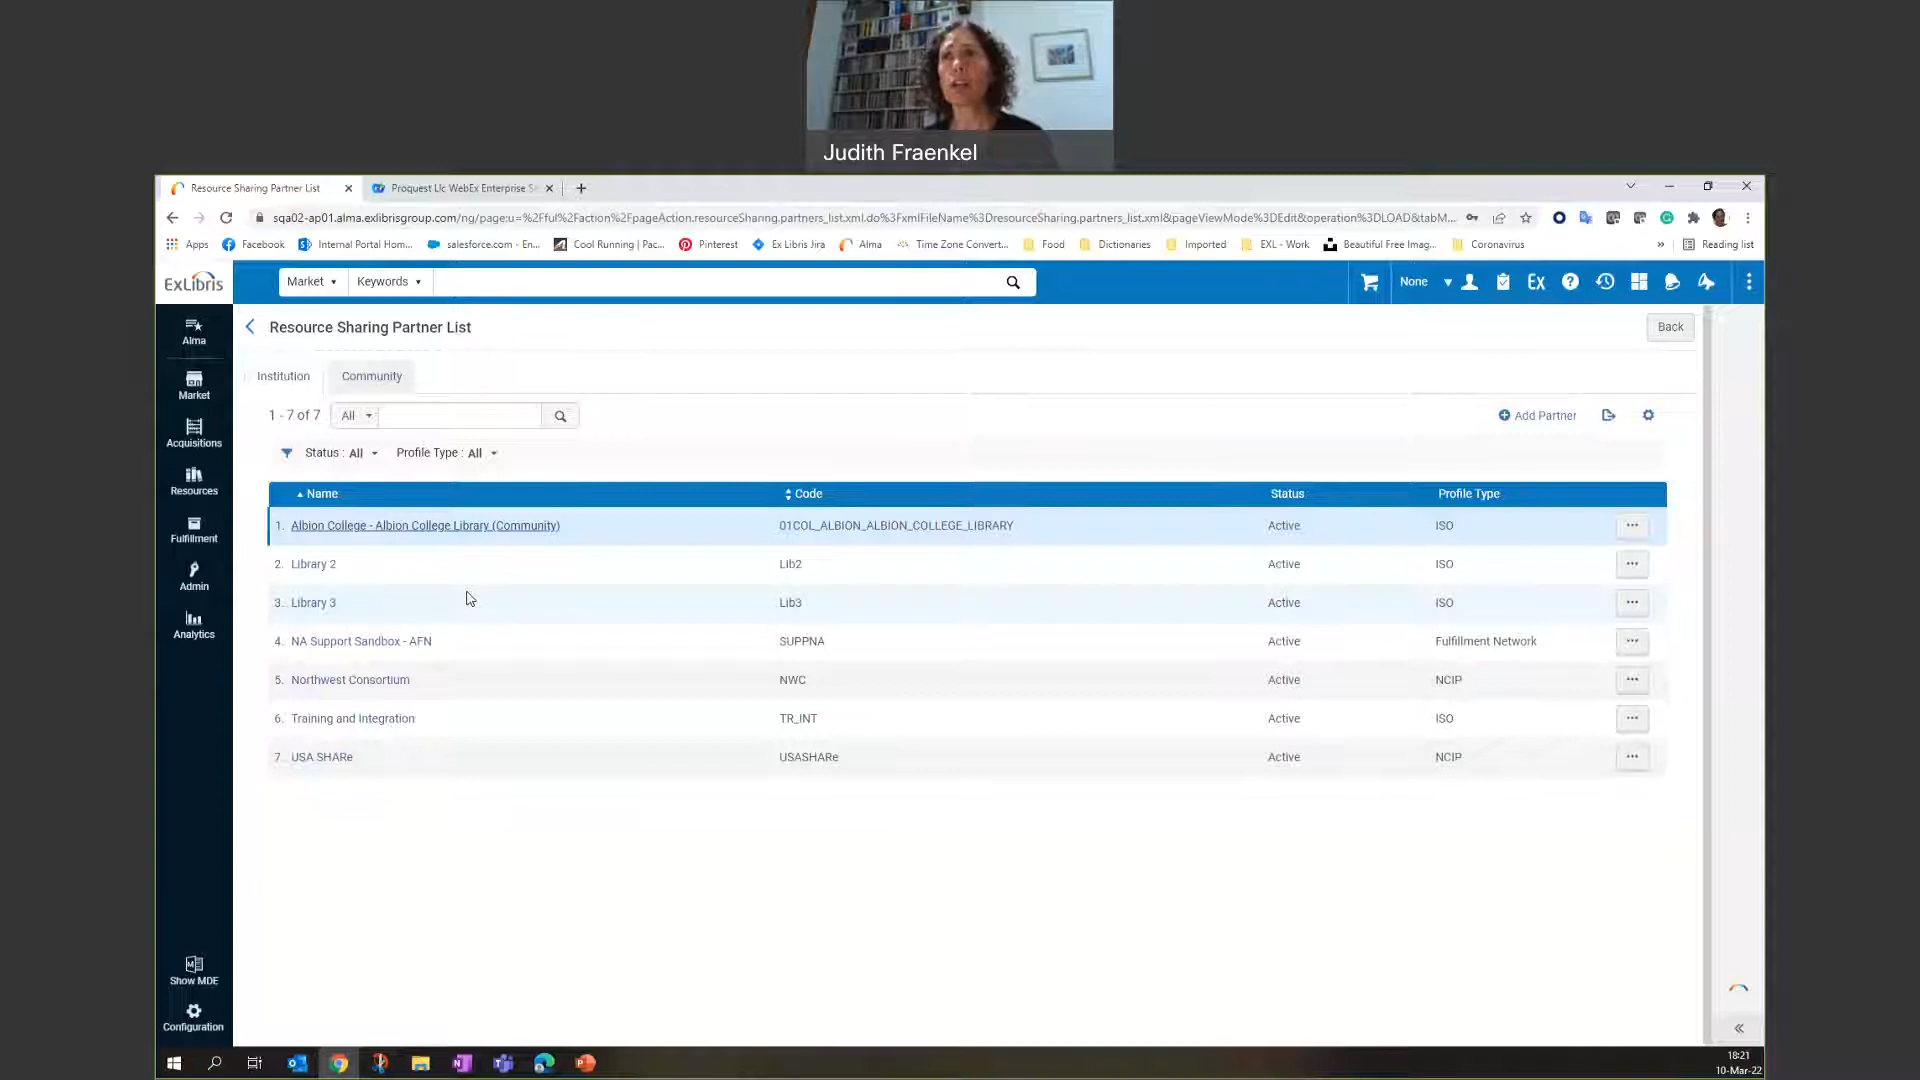 Judith Fraenkel
Resource Sharing Partner List
Proquest Llc WebEx Enterprise
sqa02-ap01.alma.exlibrisgroup.com/ng/page;u=%2Fful%2Faction%2FpageAction.resourceSharing.partners_list.xml.do%3FxmlFileName%3DresourceSharing.partners_list.xml&pageViewMode%3DEdit&operation%3DLOAD&tabM...
Apps Facebook Internal Portal Hom... salesforce.com - En... Cool Running | Pac... Pinterest Ex Libris Jira Alma Time Zone Convert... Food Dictionaries Imported EXL - Work Beautiful Free Imag... Coronavirus » Reading list
ExLibris Market Keywords None Ex
Alma
Market
Acquisitions
Resources
Fulfillment
Admin
Analytics
Show MDE
Configuration
Resource Sharing Partner List Back
Institution Community
1 - 7 of 7 All Add Partner
Status : All Profile Type : All
Name Code Status Profile Type
1. Albion College - Albion College Library (Community) 01COL_ALBION_ALBION_COLLEGE_LIBRARY Active ISO ...
2. Library 2 Lib2 Active ISO ...
3. Library 3 Lib3 Active ISO ...
4. NA Support Sandbox - AFN SUPPNA Active Fulfillment Network ...
5. Northwest Consortium NWC Active NCIP ...
6. Training and Integration TR_INT Active ISO ...
7. USA SHARe USASHARe Active NCIP ...
18:21
10-Mar-22